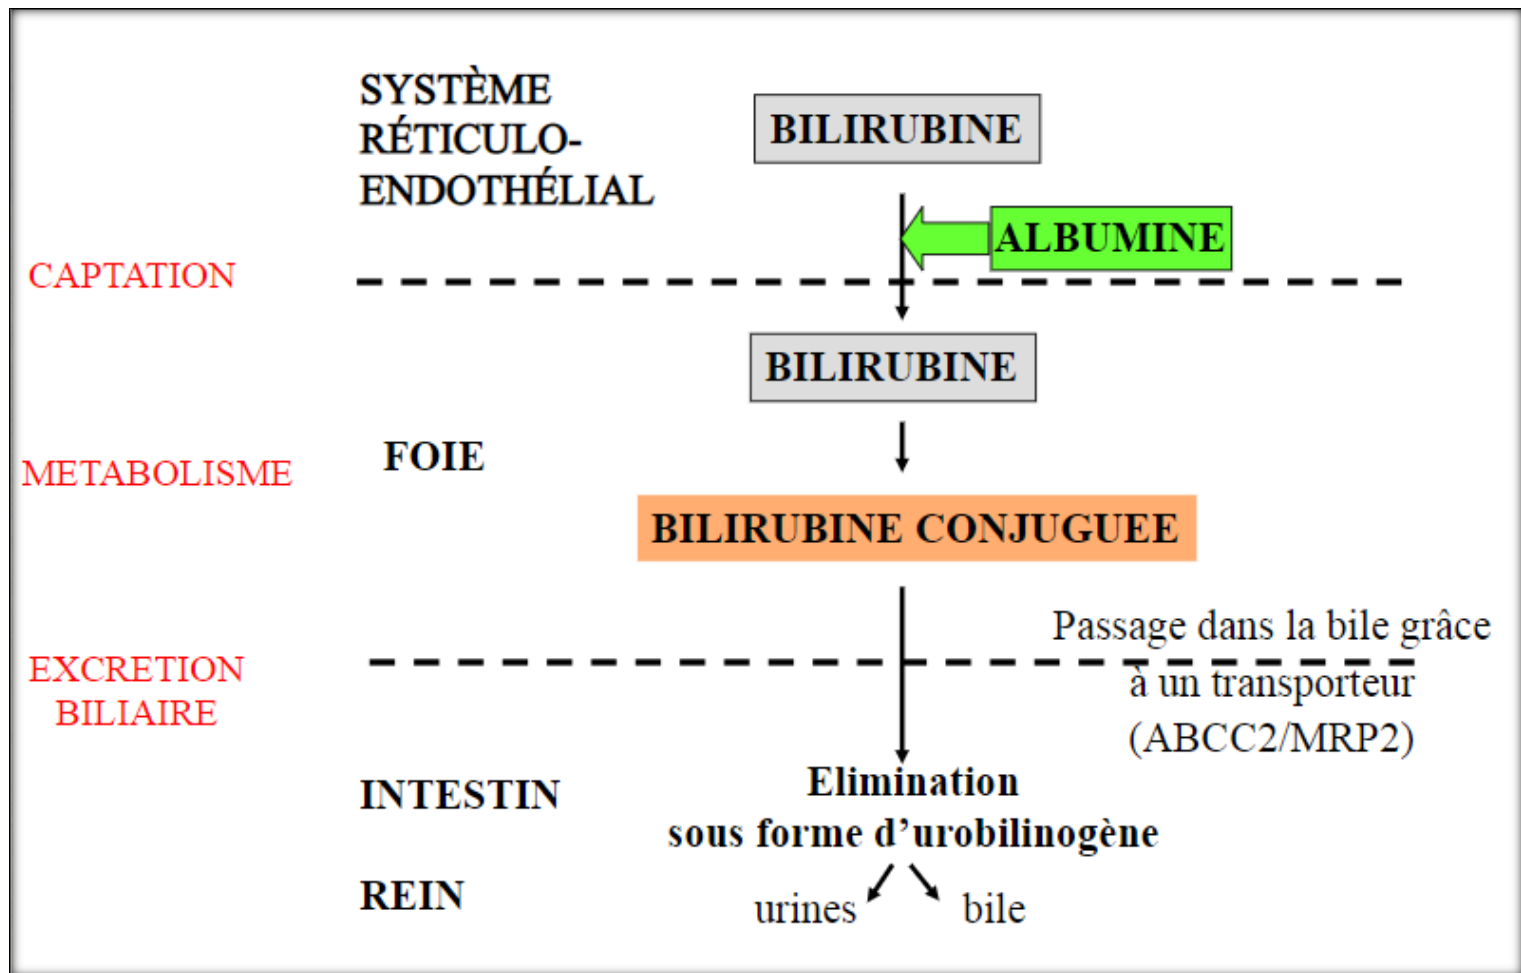 SYSTÈME
RÉTICULO-
ENDOTHÉLIAL
BILIRUBINE
ALBUMINE
CAPTATION
BILIRUBINE
FOIE
METABOLISME
BILIRUBINE CONJUGUEE
Passage dans la bile grâce
à un transporteur
(ABCC2/MRP2)
EXCRETION
BILIAIRE
INTESTIN
Elimination
sous forme d’urobilinogène
REIN
urines
bile